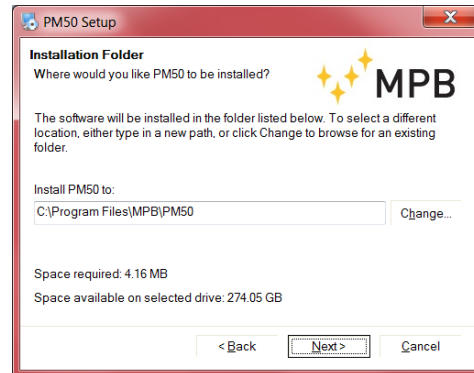 PM50 Setup
Installation Folder
Where would you like PM50 to be installed?
MPB
The software will be installed in the folder listed below. To select a different
location, either type in a new path, or click Change to browse for an existing
folder.
Install PM50 to:
C:\Program Files\MPB\PM50
Change...
Space required: 4.16 MB
Space available on selected drive: 274.05 GB
< Back
Next >
Cancel